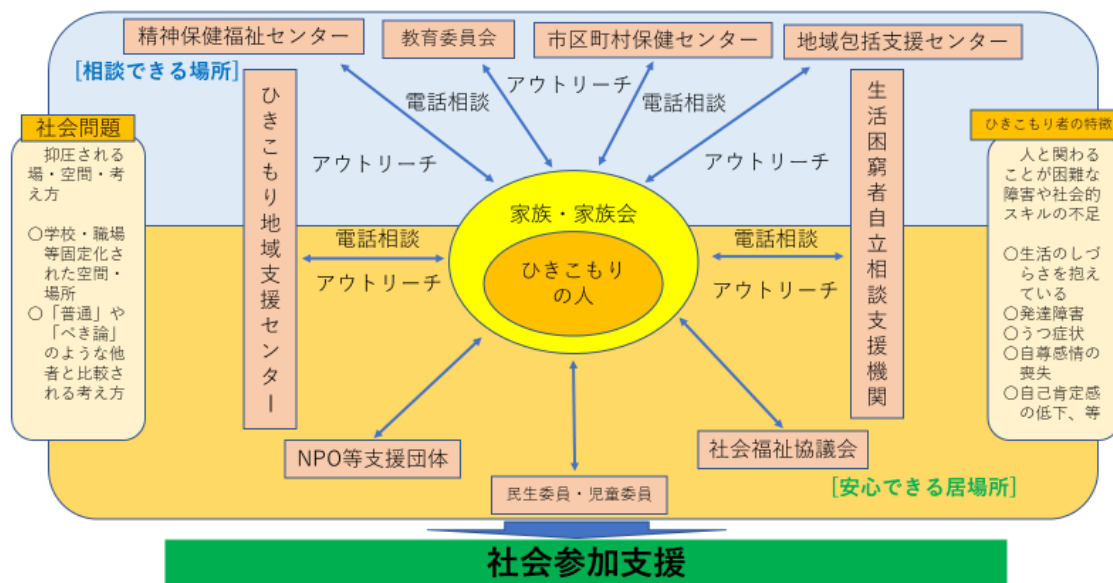 精神保健福祉センター
教育委員会
市区町村保健センター
地域包括支援センター
[相談できる場所]
アウトリーチ
電話相談
電話相談
アウトリーチ
アウトリーチ
ひきこもり地域支援センター
生活困窮者自立相談支援機関
社会問題
抑圧される
場・空間・考
え方
○学校・職場
等固定化さ
れた空間・
場所
○「普通」や
「べき論」
のような他
者と比較さ
れる考え方
ひきこもり者の特徴
人と関わる
ことが困難な
障害や社会的
スキルの不足
○生活のしづ
らさを抱え
ている
○発達障害
○うつ症状
○自尊感情の
喪失
○自己肯定感
の低下、等
家族・家族会
ひきこもり
の人
電話相談
アウトリーチ
電話相談
アウトリーチ
NPO等支援団体
民生委員・児童委員
社会福祉協議会
[安心できる居場所]
社会参加支援